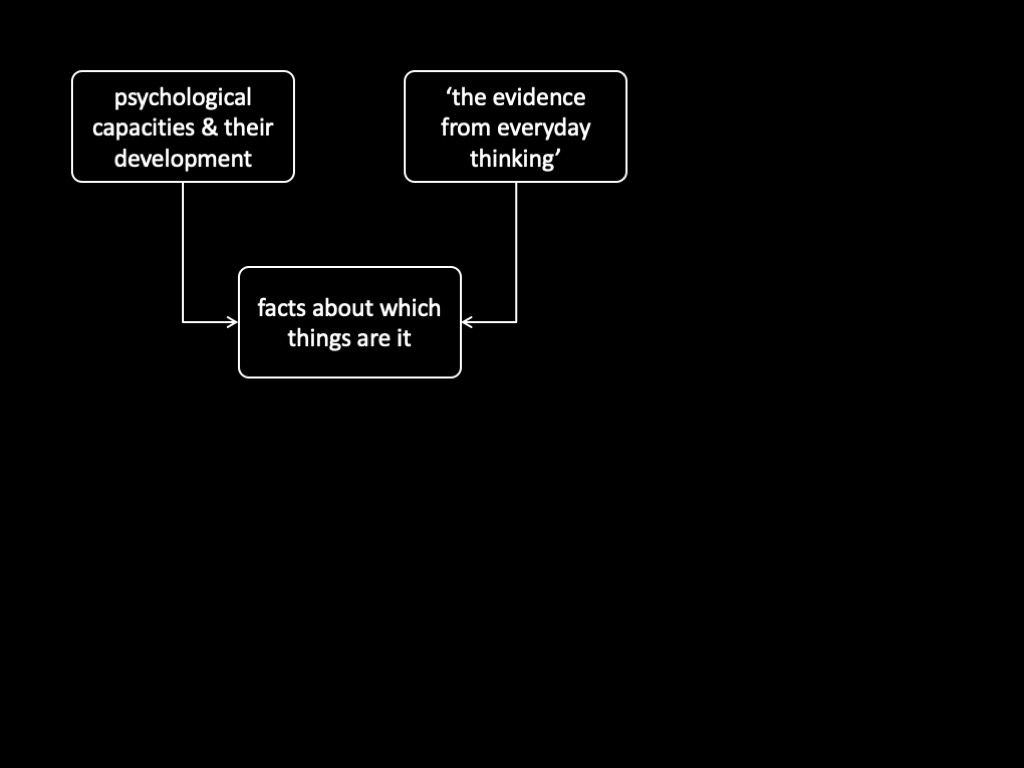 psychological
capacities & their
development
‘the evidence
from everyday
thinking’
facts about which
things are it